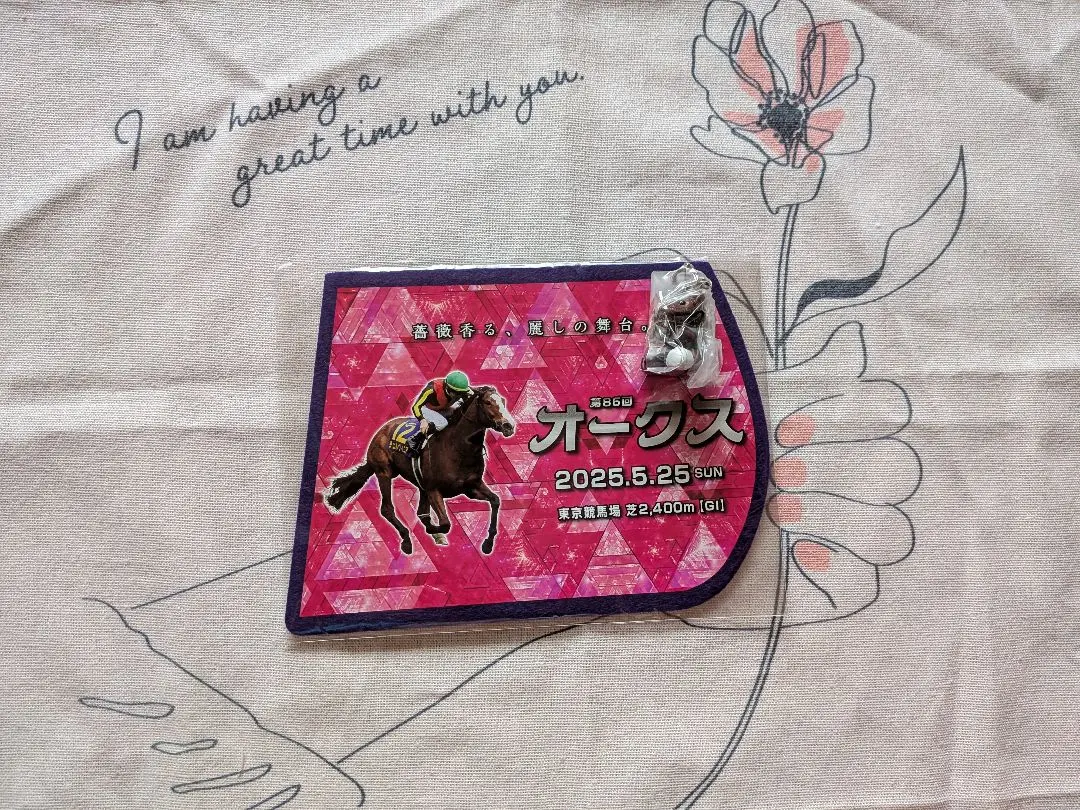 I am having a
great time with you.
薔薇香る、麗しの舞台。
第86回
オークス
2025.5.25 SUN
東京競馬場 芝2,400m [GI]
12